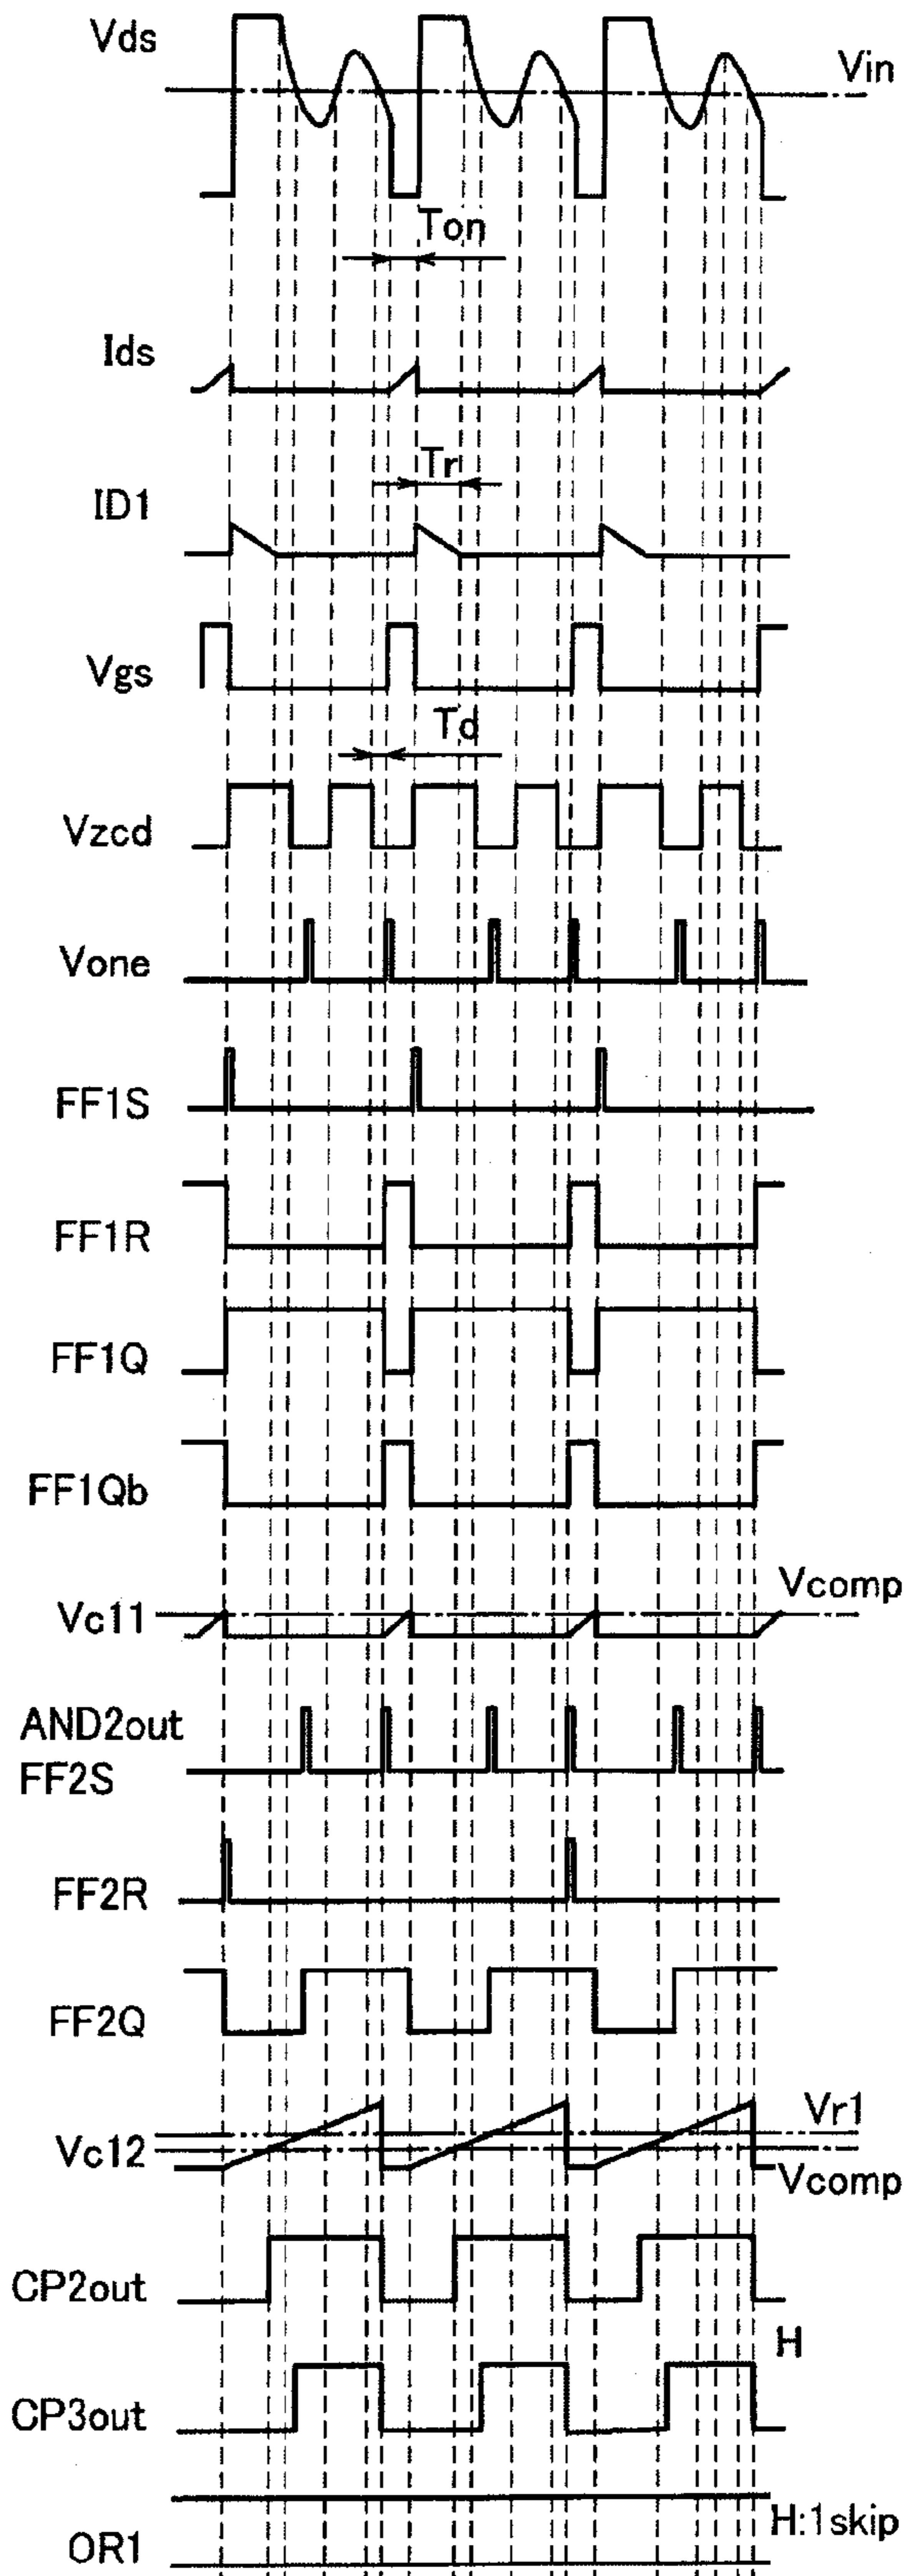 Vds
Vin
Ton
Ids
Tr
ID1
Vgs
Td
Vzcd
Vone
FF1S
FF1R
FF1Q
FF1Qb
Vcomp
Vc11
AND2out
FF2S
FF2R
FF2Q
Vr1
Vc12
Vcomp
CP2out
H
CP3out
H:1skip
OR1